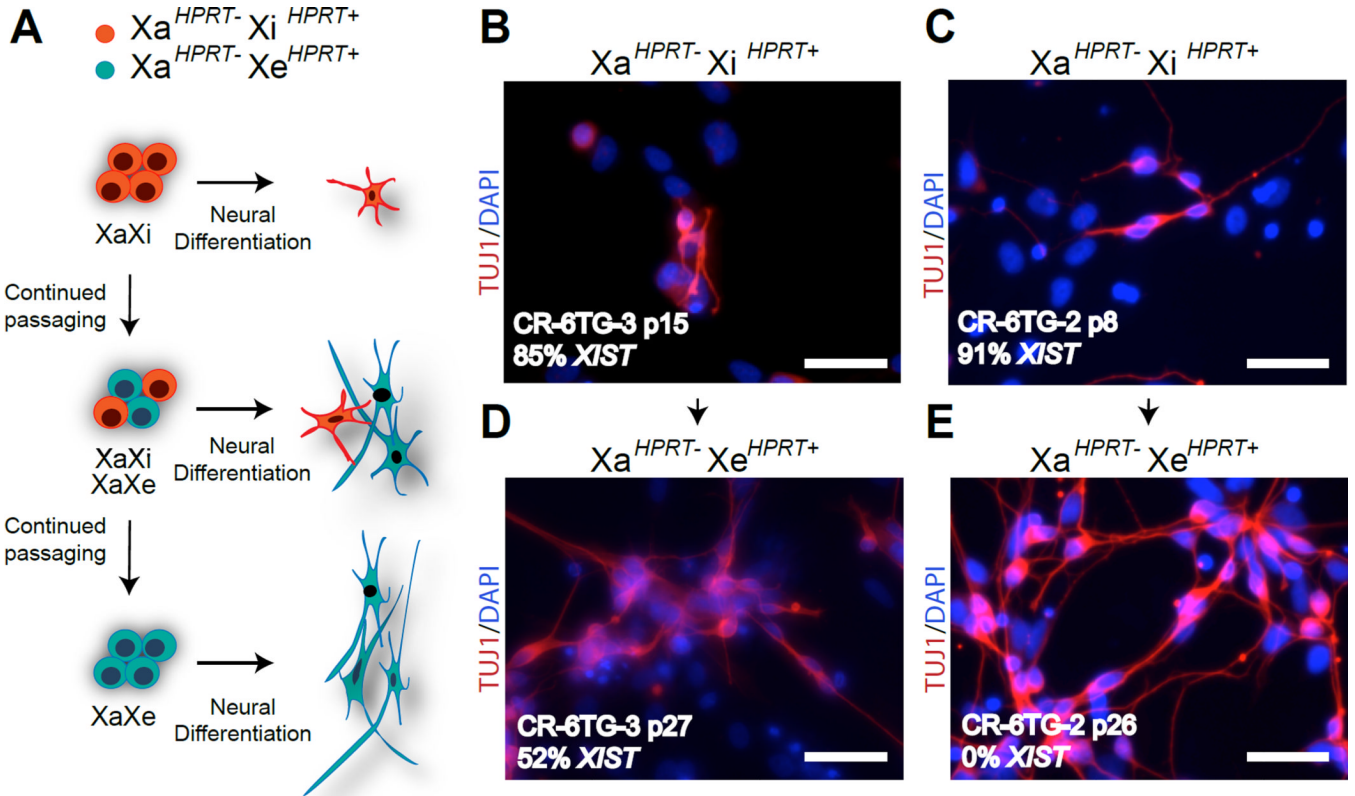 A
Xa HPRT- Xi HPRT+
Xa HPRT- Xe HPRT+
XaXi
Neural
Differentiation
Continued
passaging
XaXi
XaXe
Neural
Differentiation
Continued
passaging
XaXe
Neural
Differentiation
B
Xa HPRT- Xi HPRT+
TUJ1/DAPI
CR-6TG-3 p15
85% XIST
C
Xa HPRT- Xi HPRT+
TUJ1/DAPI
CR-6TG-2 p8
91% XIST
D
Xa HPRT- Xe HPRT+
TUJ1/DAPI
CR-6TG-3 p27
52% XIST
E
Xa HPRT- Xe HPRT+
TUJ1/DAPI
CR-6TG-2 p26
0% XIST